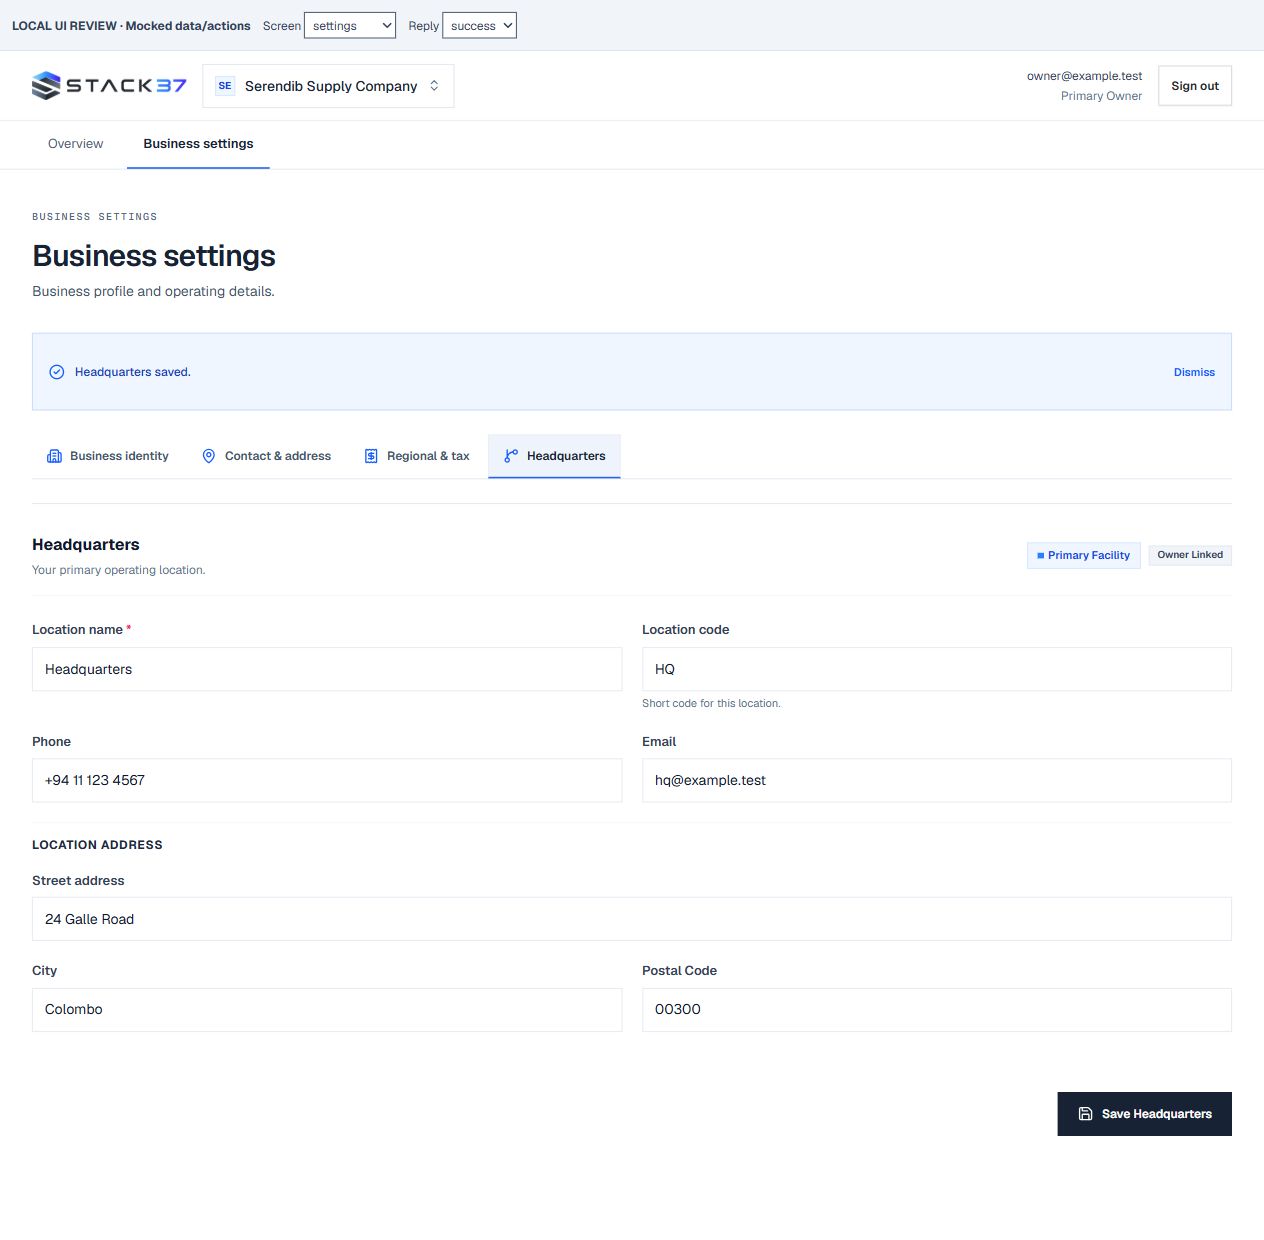 LOCAL UI REVIEW · Mocked data/actions Screen settings Reply success
STACK37 SE Serendib Supply Company owner@example.test Sign out
Primary Owner
Overview Business settings
BUSINESS SETTINGS
Business settings
Business profile and operating details.
Headquarters saved. Dismiss
Business identity Contact & address Regional & tax Headquarters
Headquarters Primary Facility Owner Linked
Your primary operating location.
Location name * Location code
Headquarters HQ
Short code for this location.
Phone Email
+94 11 123 4567 hq@example.test
LOCATION ADDRESS
Street address
24 Galle Road
City Postal Code
Colombo 00300
Save Headquarters